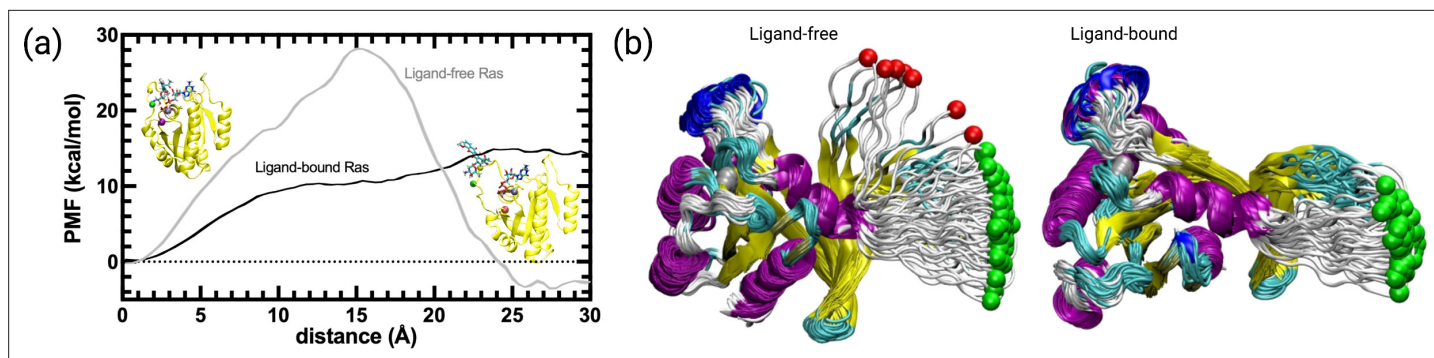 (a)
PMF (kcal/mol)
30
20
10
0
Ligand-free Ras
Ligand-bound Ras
0 5 10 15 20 25 30
distance (Å)
(b)
Ligand-free
Ligand-bound